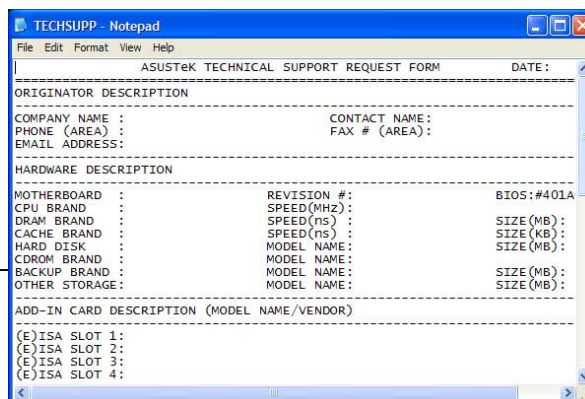 TECHSUPP - Notepad
File Edit Format View Help
ASUSTeK TECHNICAL SUPPORT REQUEST FORM DATE:
ORIGINATOR DESCRIPTION
COMPANY NAME : CONTACT NAME:
PHONE (AREA) : FAX # (AREA):
EMAIL ADDRESS:
HARDWARE DESCRIPTION
MOTHERBOARD : REVISION #: BIOS:#401A
CPU BRAND : SPEED(MHz):
DRAM BRAND : SPEED(ns) : SIZE(MB):
CACHE BRAND : SPEED(ns) : SIZE(KB):
HARD DISK : MODEL NAME: SIZE(MB):
CDROM BRAND : MODEL NAME:
BACKUP BRAND : MODEL NAME: SIZE(MB):
OTHER STORAGE: MODEL NAME: SIZE(MB):
ADD-IN CARD DESCRIPTION (MODEL NAME/VENDOR)
(E)ISA SLOT 1:
(E)ISA SLOT 2:
(E)ISA SLOT 3:
(E)ISA SLOT 4: